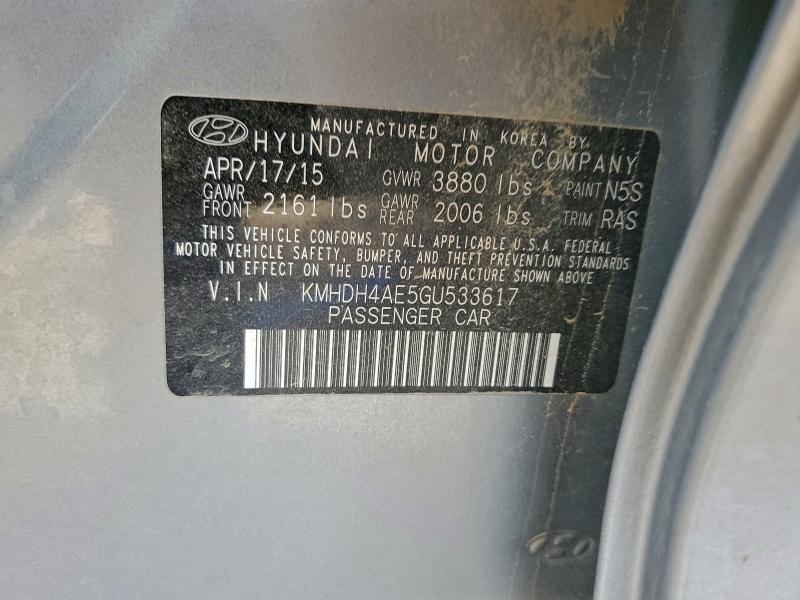 MANUFACTURED IN KOREA BY
HYUNDAI MOTOR COMPANY
APR/17/15 GVWR 3880 lbs PAINT N5S
GAWR FRONT 2161 lbs GAWR REAR 2006 lbs TRIM RAS
THIS VEHICLE CONFORMS TO ALL APPLICABLE U.S.A. FEDERAL
MOTOR VEHICLE SAFETY, BUMPER, AND THEFT PREVENTION STANDARDS
IN EFFECT ON THE DATE OF MANUFACTURE SHOWN ABOVE
V.I.N KMHDH4AE5GU533617
PASSENGER CAR